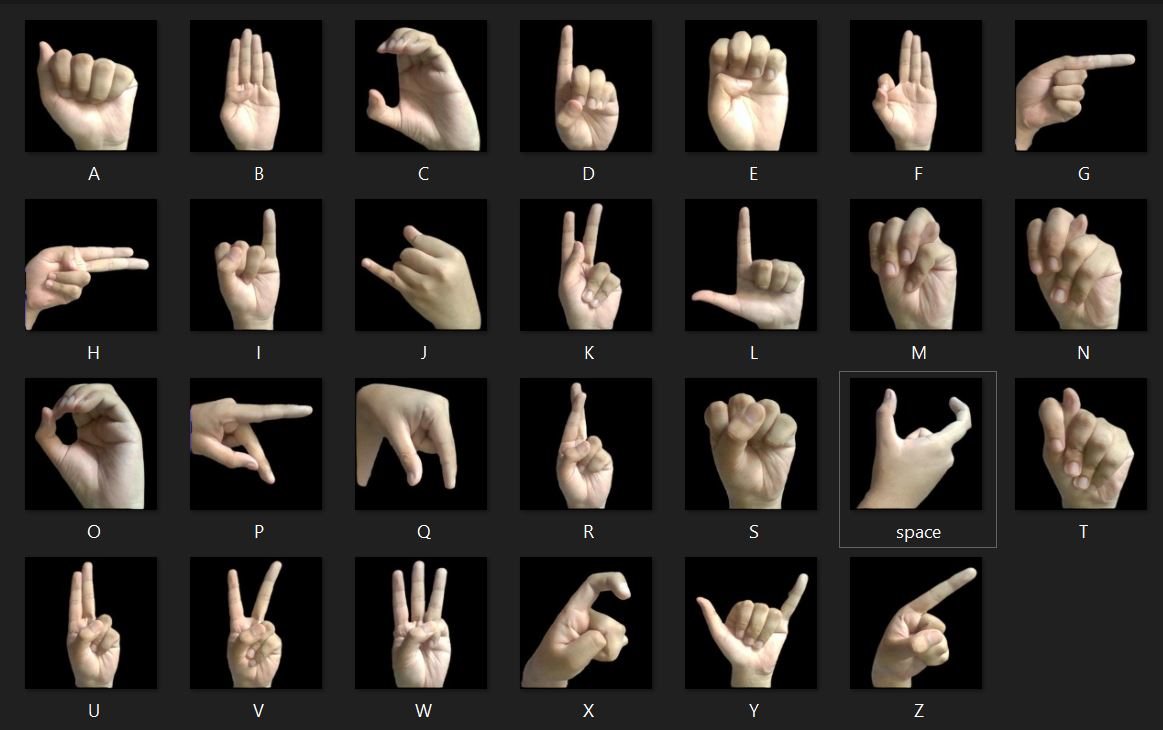 A B C D E F G
H I J K L M N
O P Q R S space T
U V W X Y Z